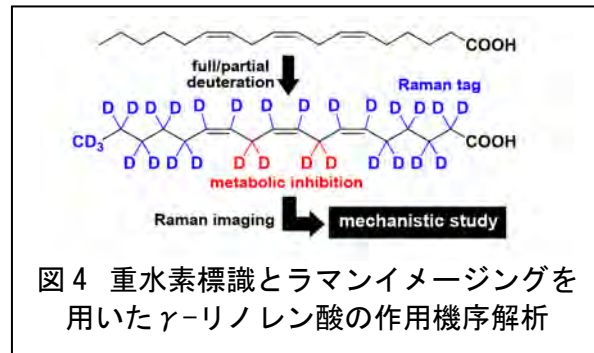 COOH
full/partial
deuteration
Raman tag
D D D D D D D D D D D D D D
CD3
COOH
D D D D D D D D D D D D
metabolic inhibition
Raman imaging
mechanistic study
図4 重水素標識とラマンイメージングを
用いたγ-リノレン酸の作用機序解析